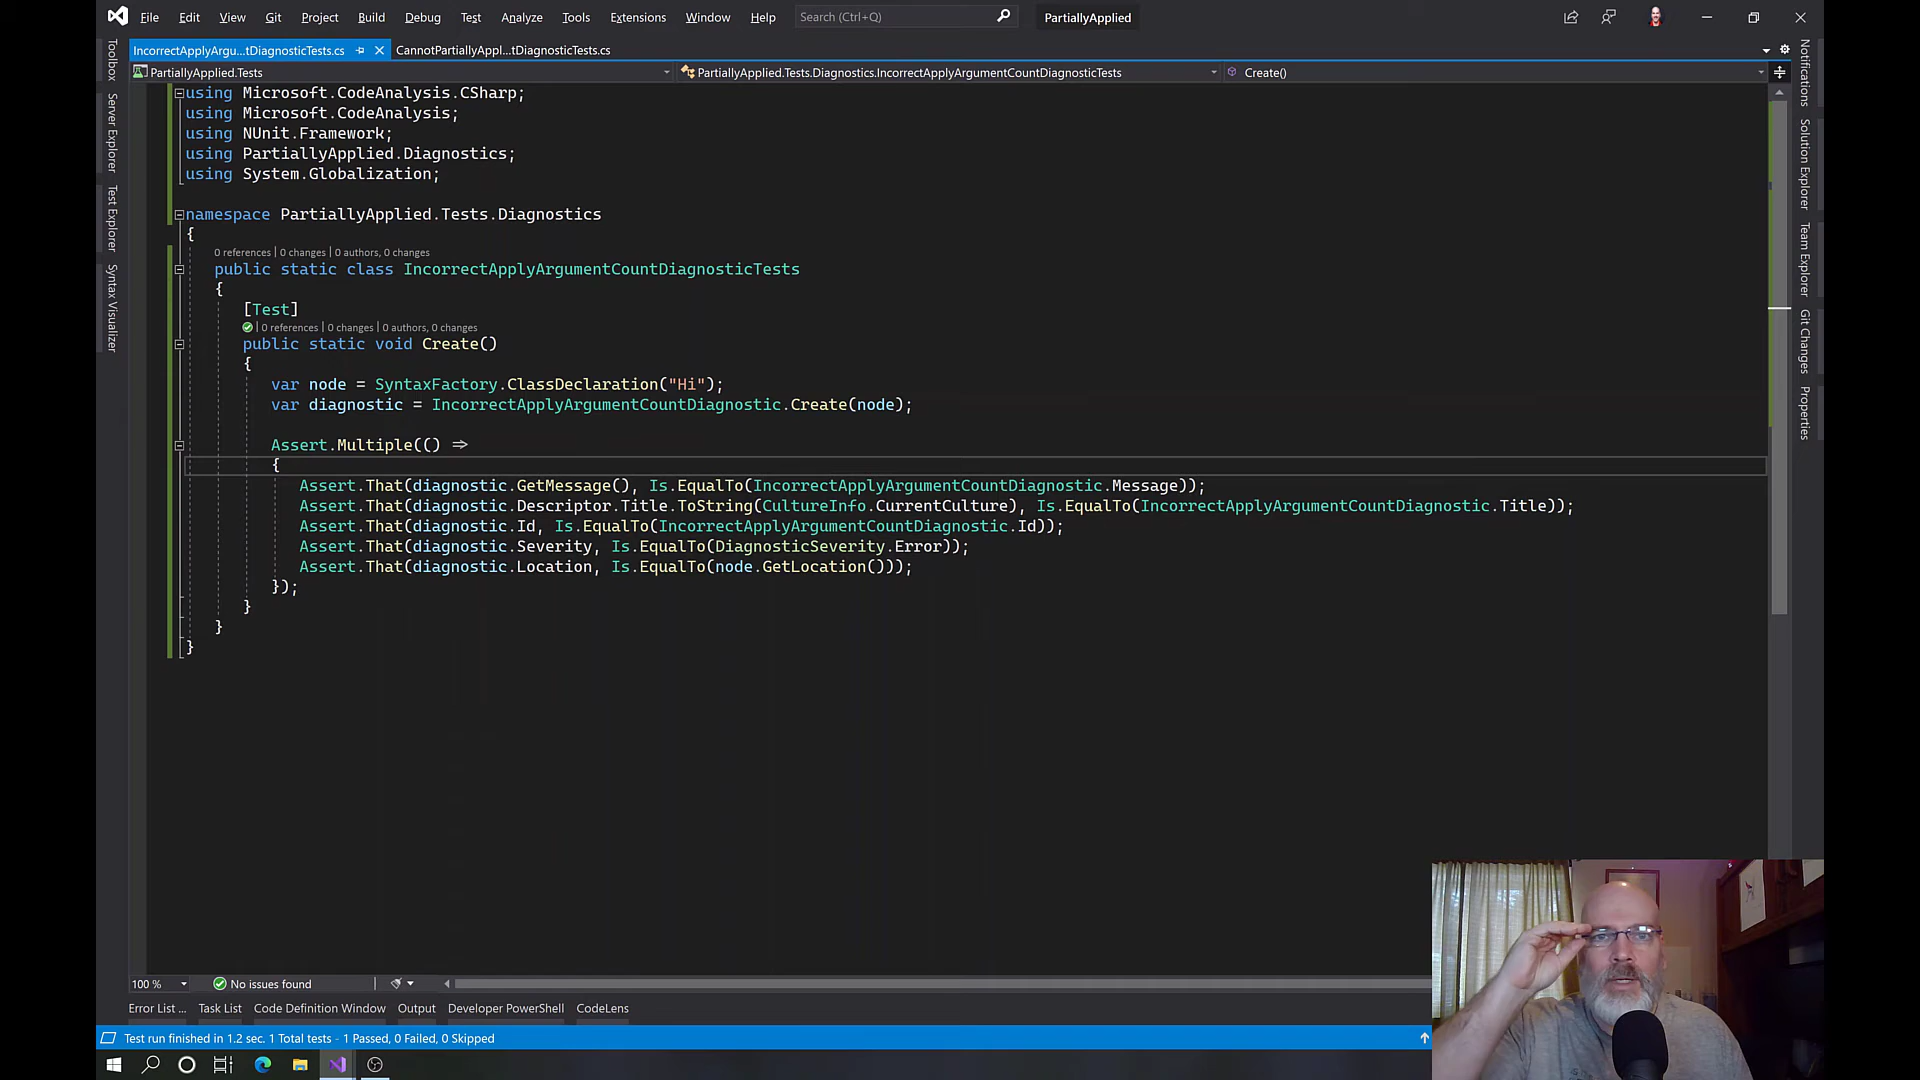 File Edit View Git Project Build Debug Test Analyze Tools Extensions Window Help Search (Ctrl+Q) PartiallyApplied
IncorrectApplyArgu...tDiagnosticTests.cs CannotPartiallyAppl...tDiagnosticTests.cs
PartiallyApplied.Tests PartiallyApplied.Tests.Diagnostics.IncorrectApplyArgumentCountDiagnosticTests Create()
Toolbox
Server Explorer
Test Explorer
Syntax Visualizer
using Microsoft.CodeAnalysis.CSharp;
using Microsoft.CodeAnalysis;
using NUnit.Framework;
using PartiallyApplied.Diagnostics;
using System.Globalization;
namespace PartiallyApplied.Tests.Diagnostics
{
0 references | 0 changes | 0 authors, 0 changes
public static class IncorrectApplyArgumentCountDiagnosticTests
{
[Test]
| 0 references | 0 changes | 0 authors, 0 changes
public static void Create()
{
var node = SyntaxFactory.ClassDeclaration("Hi");
var diagnostic = IncorrectApplyArgumentCountDiagnostic.Create(node);
Assert.Multiple(() =>
{
Assert.That(diagnostic.GetMessage(), Is.EqualTo(IncorrectApplyArgumentCountDiagnostic.Message));
Assert.That(diagnostic.Descriptor.Title.ToString(CultureInfo.CurrentCulture), Is.EqualTo(IncorrectApplyArgumentCountDiagnostic.Title));
Assert.That(diagnostic.Id, Is.EqualTo(IncorrectApplyArgumentCountDiagnostic.Id));
Assert.That(diagnostic.Severity, Is.EqualTo(DiagnosticSeverity.Error));
Assert.That(diagnostic.Location, Is.EqualTo(node.GetLocation()));
});
}
}
}
Notifications
Solution Explorer
Team Explorer
Git Changes
Properties
100 % No issues found
Error List ... Task List Code Definition Window Output Developer PowerShell CodeLens
Test run finished in 1.2 sec. 1 Total tests - 1 Passed, 0 Failed, 0 Skipped